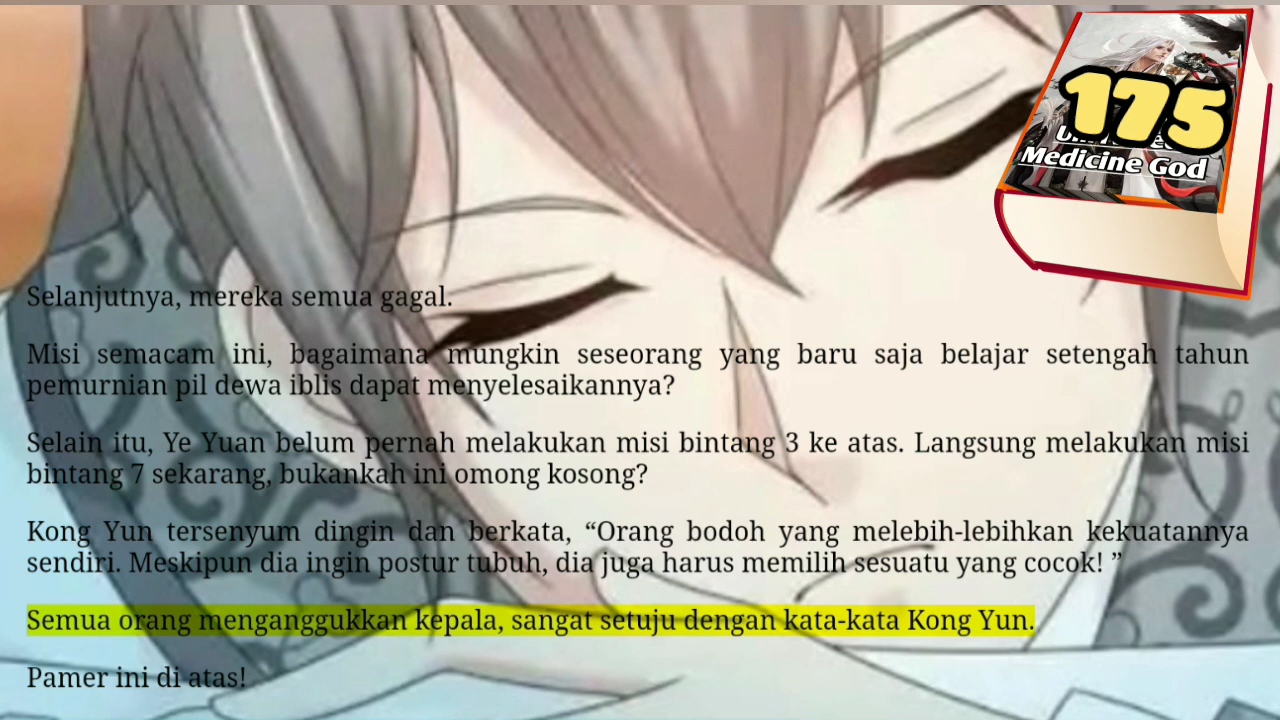 175
Medicine God
Selanjutnya, mereka semua gagal.
Misi semacam ini, bagaimana mungkin seseorang yang baru saja belajar setengah tahun
pemurnian pil dewa iblis dapat menyelesaikannya?
Selain itu, Ye Yuan belum pernah melakukan misi bintang 3 ke atas. Langsung melakukan misi
bintang 7 sekarang, bukankah ini omong kosong?
Kong Yun tersenyum dingin dan berkata, “Orang bodoh yang melebih-lebihkan kekuatannya
sendiri. Meskipun dia ingin postur tubuh, dia juga harus memilih sesuatu yang cocok! ”
Semua orang menganggukkan kepala, sangat setuju dengan kata-kata Kong Yun.
Pamer ini di atas!